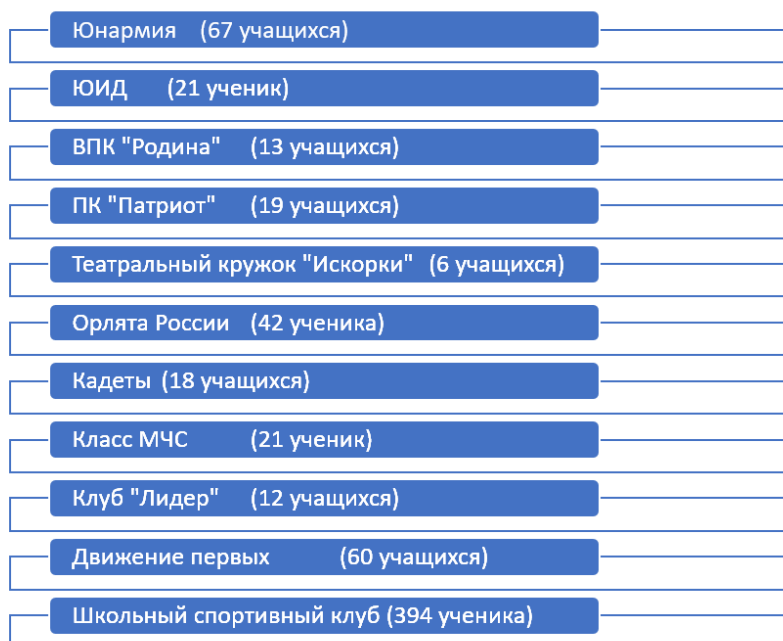 Юнармия (67 учащихся)
ЮИД (21 ученик)
ВПК "Родина" (13 учащихся)
ПК "Патриот" (19 учащихся)
Театральный кружок "Искорки" (6 учащихся)
Орлята России (42 ученика)
Кадеты (18 учащихся)
Класс МЧС (21 ученик)
Клуб "Лидер" (12 учащихся)
Движение первых (60 учащихся)
Школьный спортивный клуб (394 ученика)